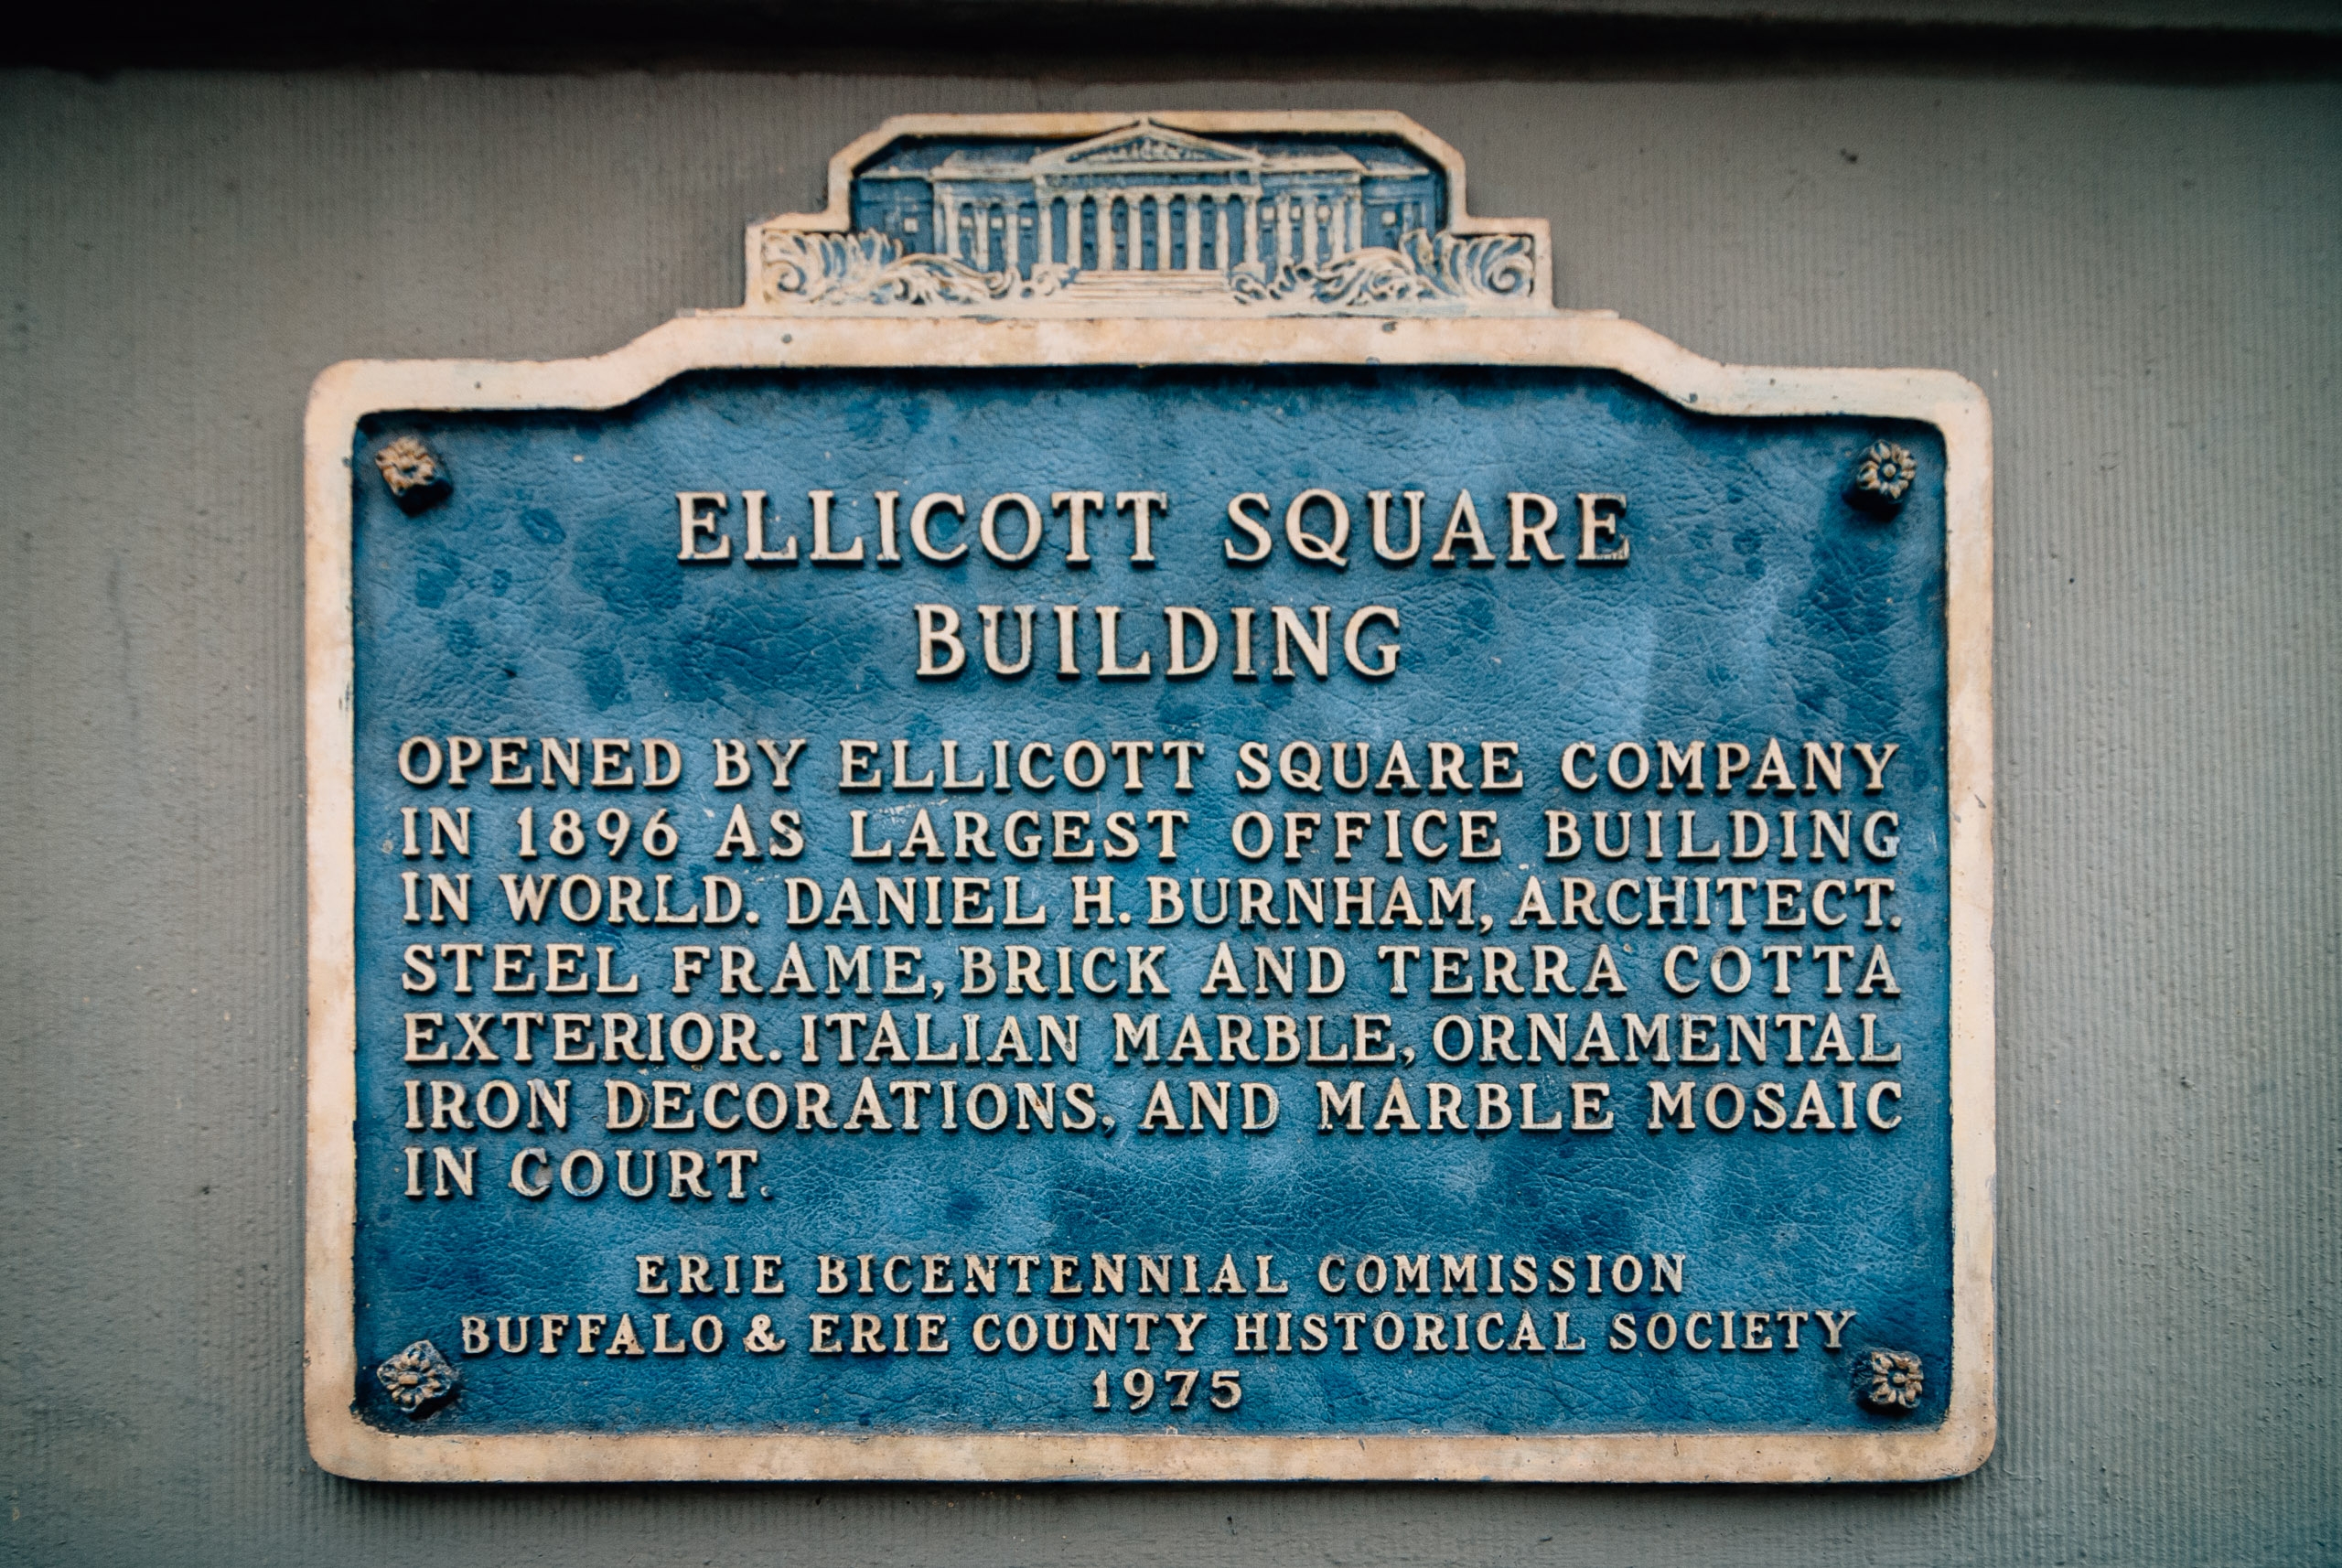 ELLICOTT SQUARE
BUILDING
OPENED BY ELLICOTT SQUARE COMPANY
IN 1896 AS LARGEST OFFICE BUILDING
IN WORLD. DANIEL H. BURNHAM, ARCHITECT.
STEEL FRAME, BRICK AND TERRA COTTA
EXTERIOR. ITALIAN MARBLE, ORNAMENTAL
IRON DECORATIONS, AND MARBLE MOSAIC
IN COURT.
ERIE BICENTENNIAL COMMISSION
BUFFALO & ERIE COUNTY HISTORICAL SOCIETY
1975